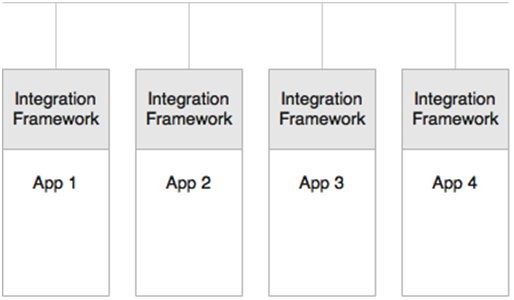 Integration
Framework
Integration
Framework
Integration
Framework
Integration
Framework
App 1
App 2
App 3
App 4